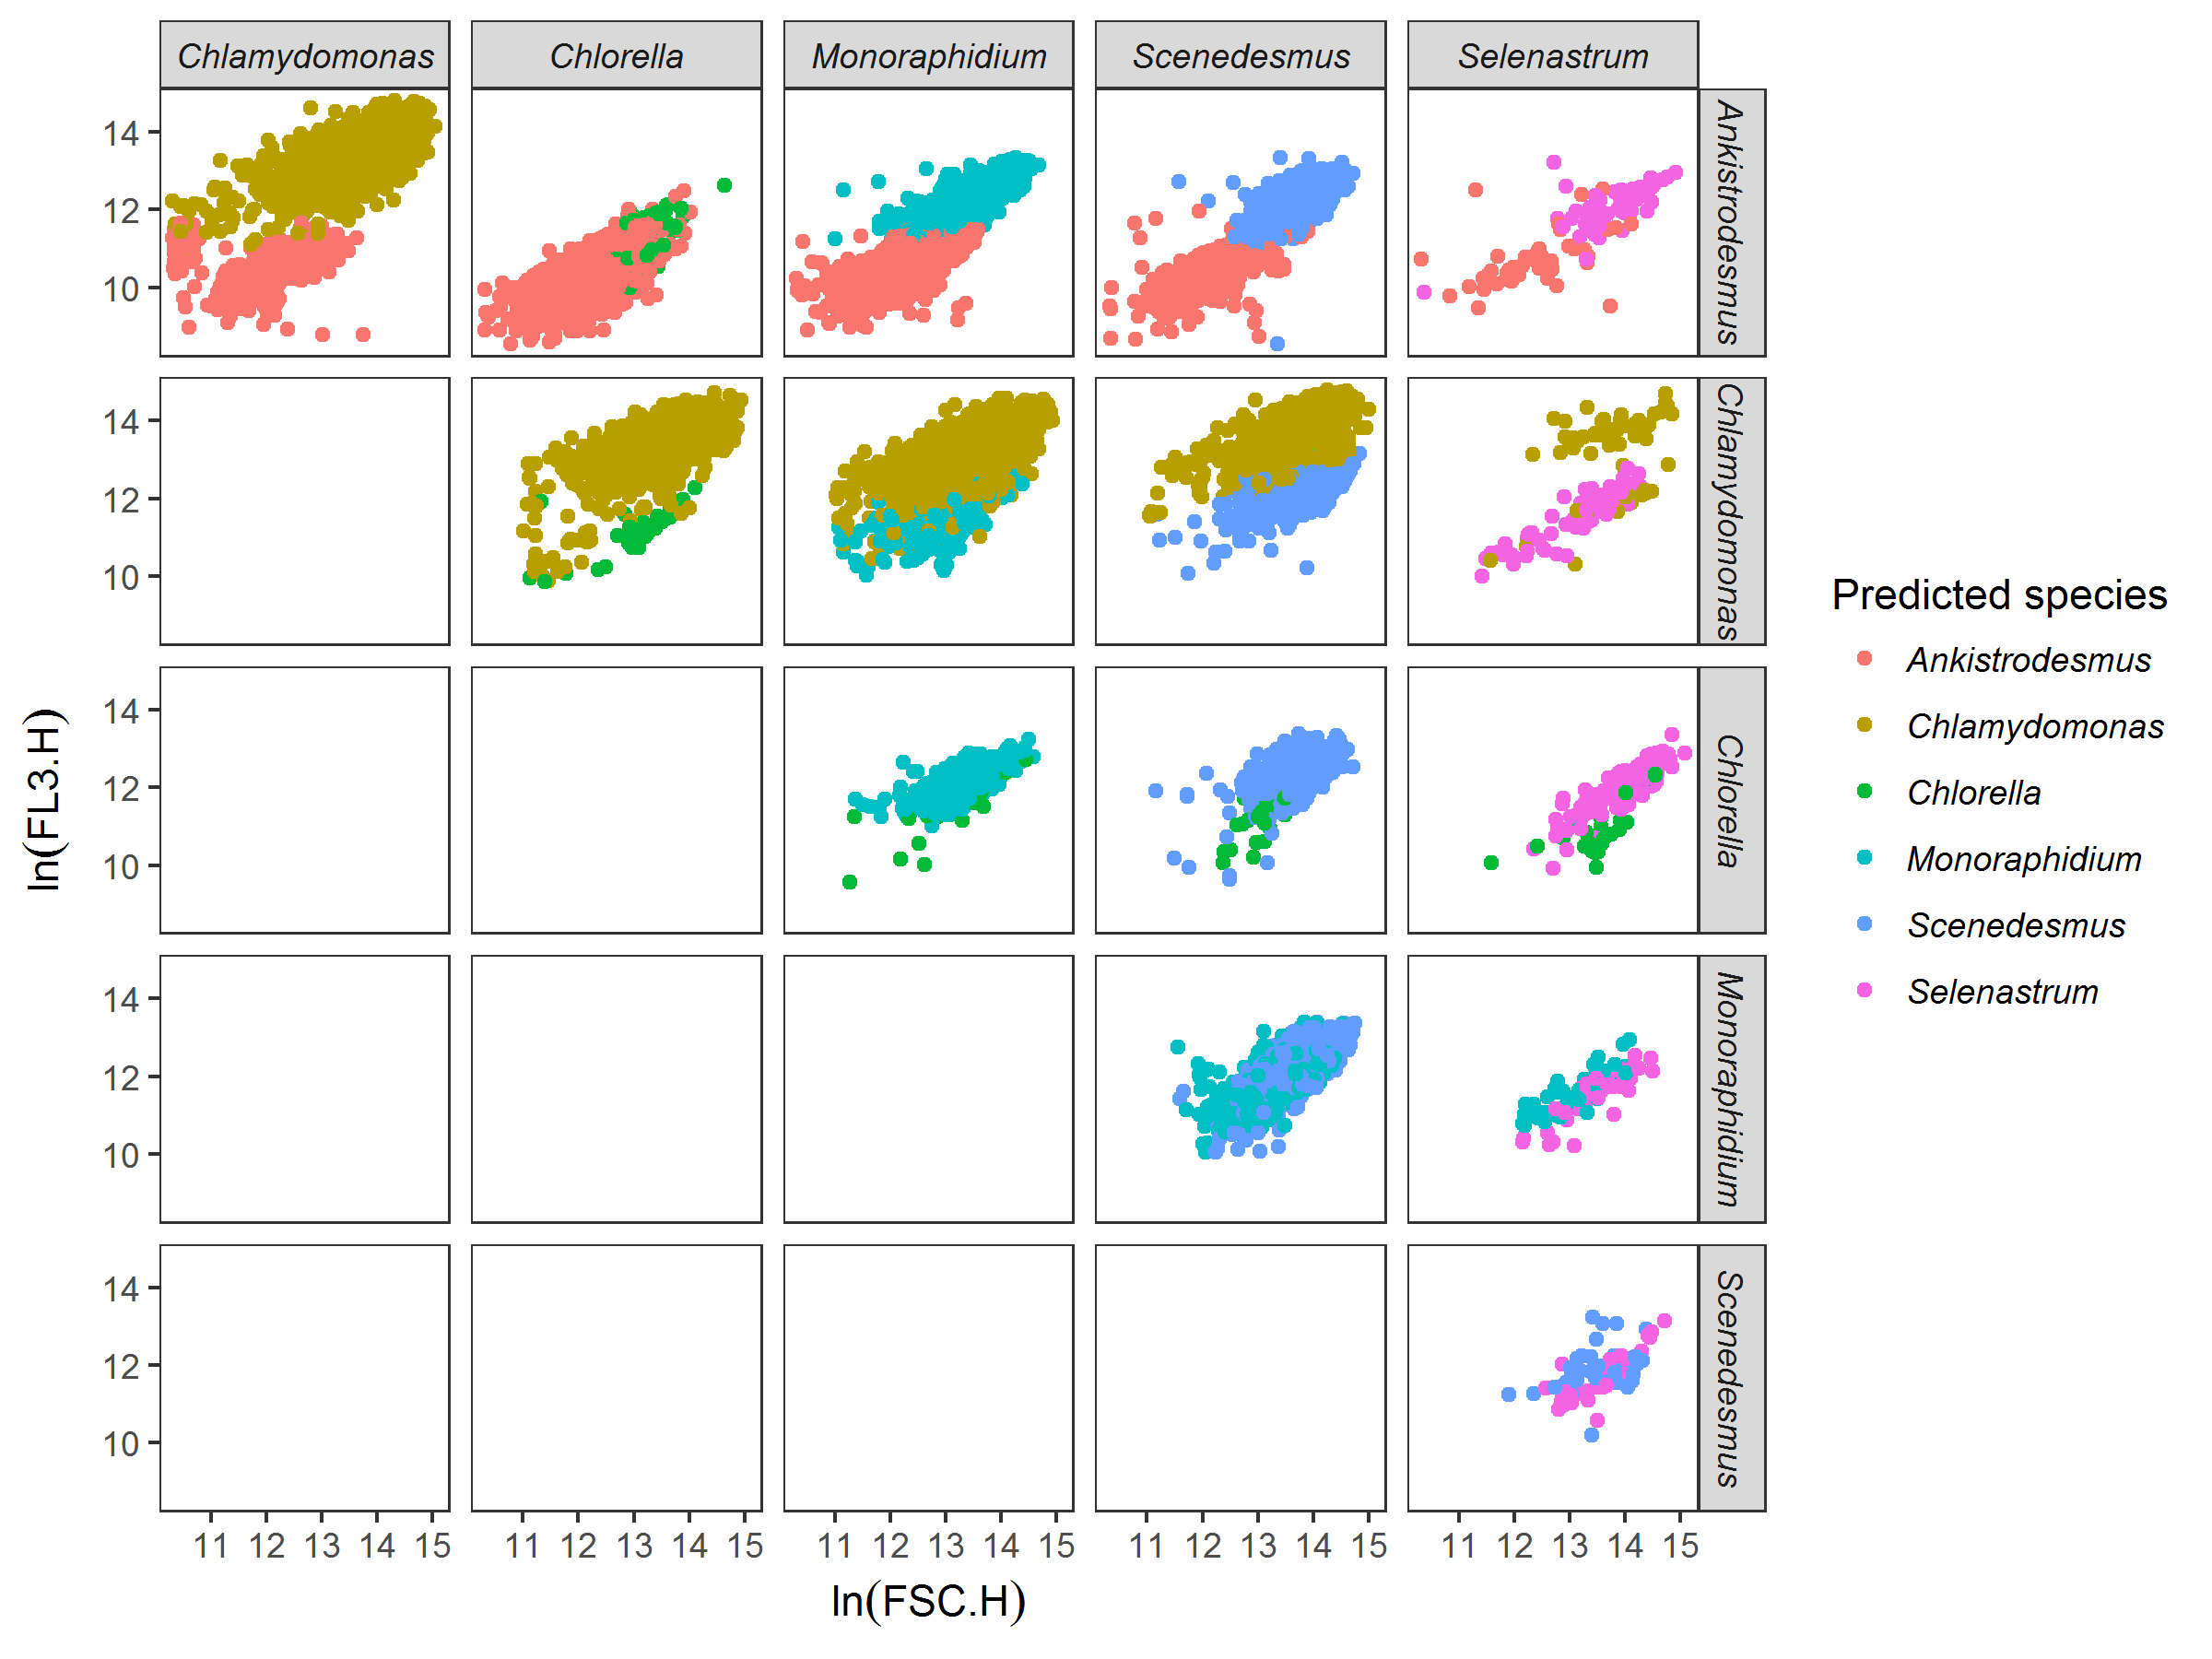 Chlamydomonas Chlorella Monoraphidium Scenedesmus Selenastrum
14
12
10
Ankistrodesmus
14
12
10
Chlamydomonas
14
12
10
Chlorella
14
12
10
Monoraphidium
14
12
10
Scenedesmus
11 12 13 14 15 11 12 13 14 15 11 12 13 14 15 11 12 13 14 15 11 12 13 14 15
ln(FSC.H)
ln(FL3.H)
Predicted species
Ankistrodesmus
Chlamydomonas
Chlorella
Monoraphidium
Scenedesmus
Selenastrum